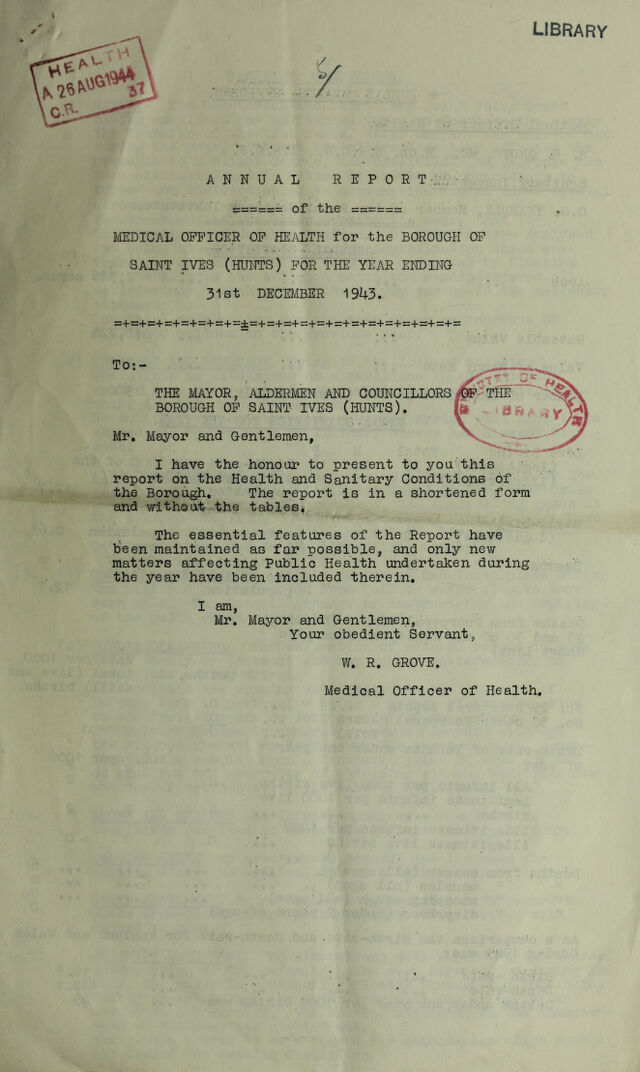 LIBRARY
HEALTH
A 26 AUG 1944
C.R. 37
ANNUAL REPORT
====== of the ======
MEDICAL OFFICER OF HEALTH for the BOROUGH OF
SAINT IVES (HUNTS) FOR THE YEAR ENDING
31st DECEMBER 1943.
=+=+=+=+=+=+=+=±=+=+=+=+=+=+=+=+=+=+=+=+=
To:-
THE MAYOR, ALDERMEN AND COUNCILLORS OF THE
BOROUGH OF SAINT IVES (HUNTS).
MINISTRY OF HEALTH
LIBRARY
Mr. Mayor and Gentlemen,
I have the honour to present to you this
report on the Health and Sanitary Conditions of
the Borough. The report is in a shortened form
and without the tables.
The essential features of the Report have
been maintained as far possible, and only new
matters affecting Public Health undertaken during
the year have been included therein.
I am,
Mr. Mayor and Gentlemen,
Your obedient Servant,
W. R. GROVE.
Medical Officer of Health.